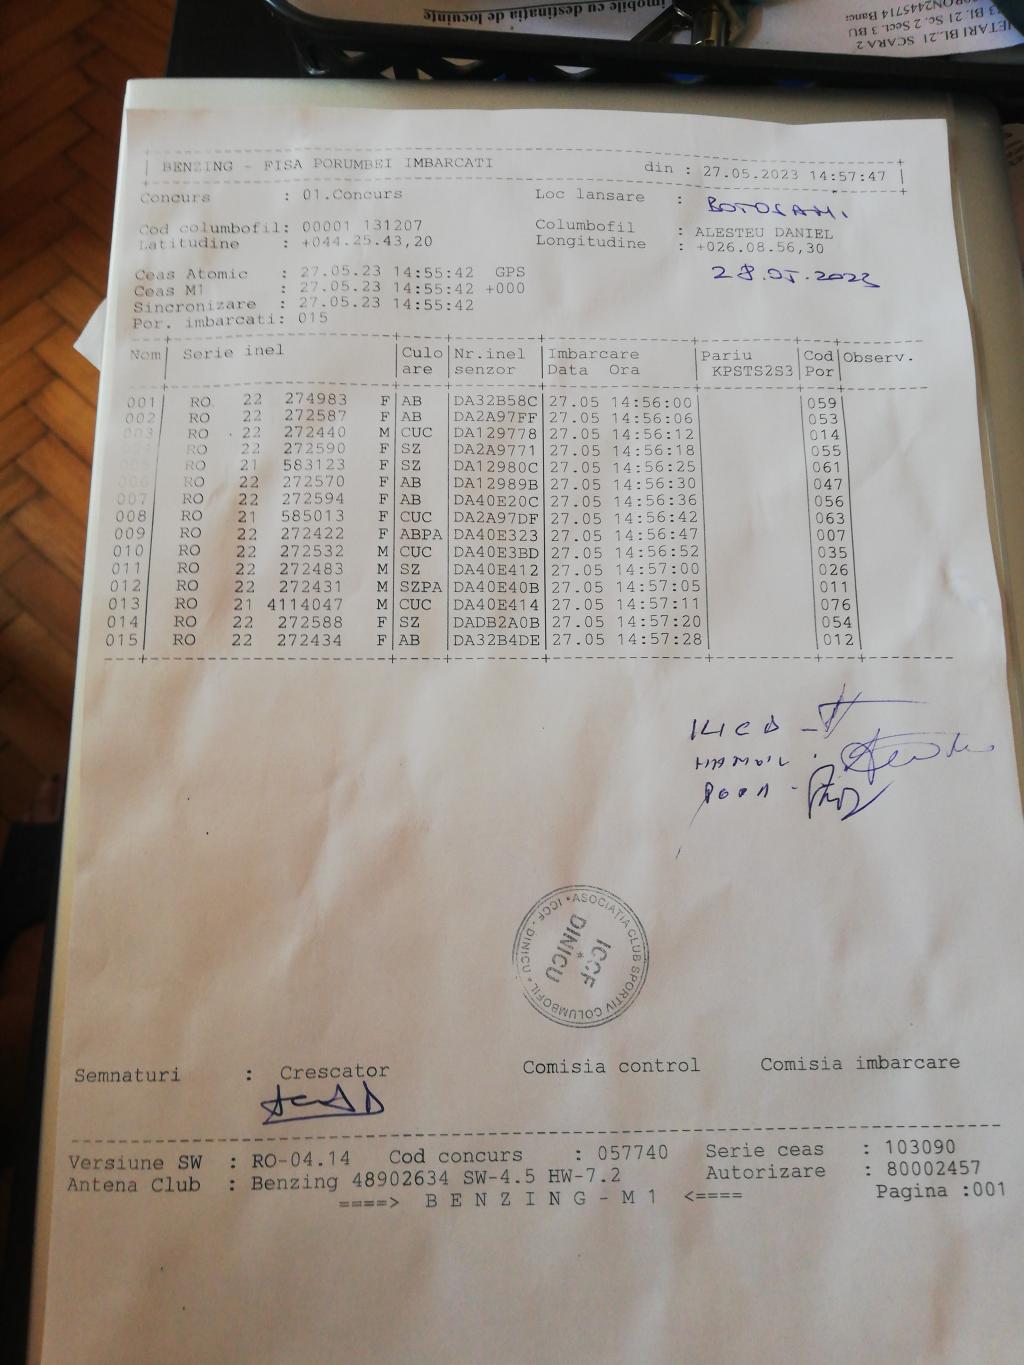 imobile cu destinatia de locuinte
BENZING - FISA PORUMBEI IMBARCATI din : 27.05.2023 14:57:47
Concurs : 01.Concurs Loc lansare : BOTOSANI
Cod columbofil: 00001 131207 Columbofil : ALESTEU DANIEL
Latitudine : +044.25.43,20 Longitudine : +026.08.56,30
Ceas Atomic : 27.05.23 14:55:42 GPS 28.05.2023
Ceas M1 : 27.05.23 14:55:42 +000
Sincronizare : 27.05.23 14:55:42
Por. imbarcati: 015
Nom| Serie inel |Culo|Nr.inel |Imbarcare |Pariu |Cod|Observ.
are senzor Data Ora KPSTS2S3 Por
001 RO. 22 274983 F AB DA32B58C 27.05 14:56:00 059
002 RO 22 272587 F AB DA2A97FF 27.05 14:56:06 053
003 RO 22 272440 M CUC DA129778 27.05 14:56:12 014
RO 22 272590 F SZ DA2A9771 27.05 14:56:18 055
005 RO 21 583123 F SZ DA12980C 27.05 14:56:25 061
006 RO 22 272570 F AB DA12989B 27.05 14:56:30 047
007 RO 22 272594 F AB DA40E20C 27.05 14:56:36 056
008 RO 21 585013 F CUC DA2A97DF 27.05 14:56:42 063
009 RO 22 272422 F ABPA DA40E323 27.05 14:56:47 007
010 RO 22 272532 M CUC DA40E3BD 27.05 14:56:52 035
011 RO 22 272483 M SZ DA40E412 27.05 14:57:00 026
012 RO 22 272431 M SZPA DA40E40B 27.05 14:57:05 011
013 RO 21 4114047 M CUC DA40E414 27.05 14:57:11 076
014 RO 22 272588 F SZ DADB2A0B 27.05 14:57:20 054
015 RO 22 272434 F AB DA32B4DE 27.05 14:57:28 012
ASOCIATIA CLUB SPORTIV COLUMBOFIL * ICCF - DINICU *
ICCF
*
DINICU
Semnaturi : Crescator Comisia control Comisia imbarcare
Versiune SW : RO-04.14 Cod concurs : 057740 Serie ceas : 103090
Antena Club : Benzing 48902634 SW-4.5 HW-7.2 Autorizare : 80002457
====> B E N Z I N G - M 1 <==== Pagina :001